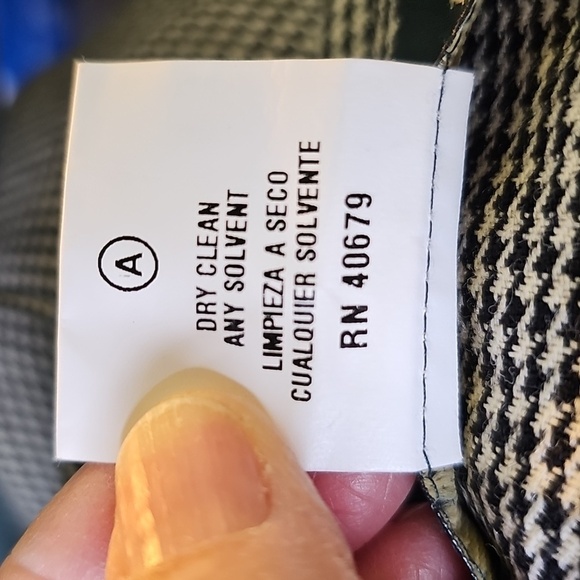 A
DRY CLEAN
ANY SOLVENT
LIMPIEZA A SECO
CUALQUIER SOLVENTE
RN 40679